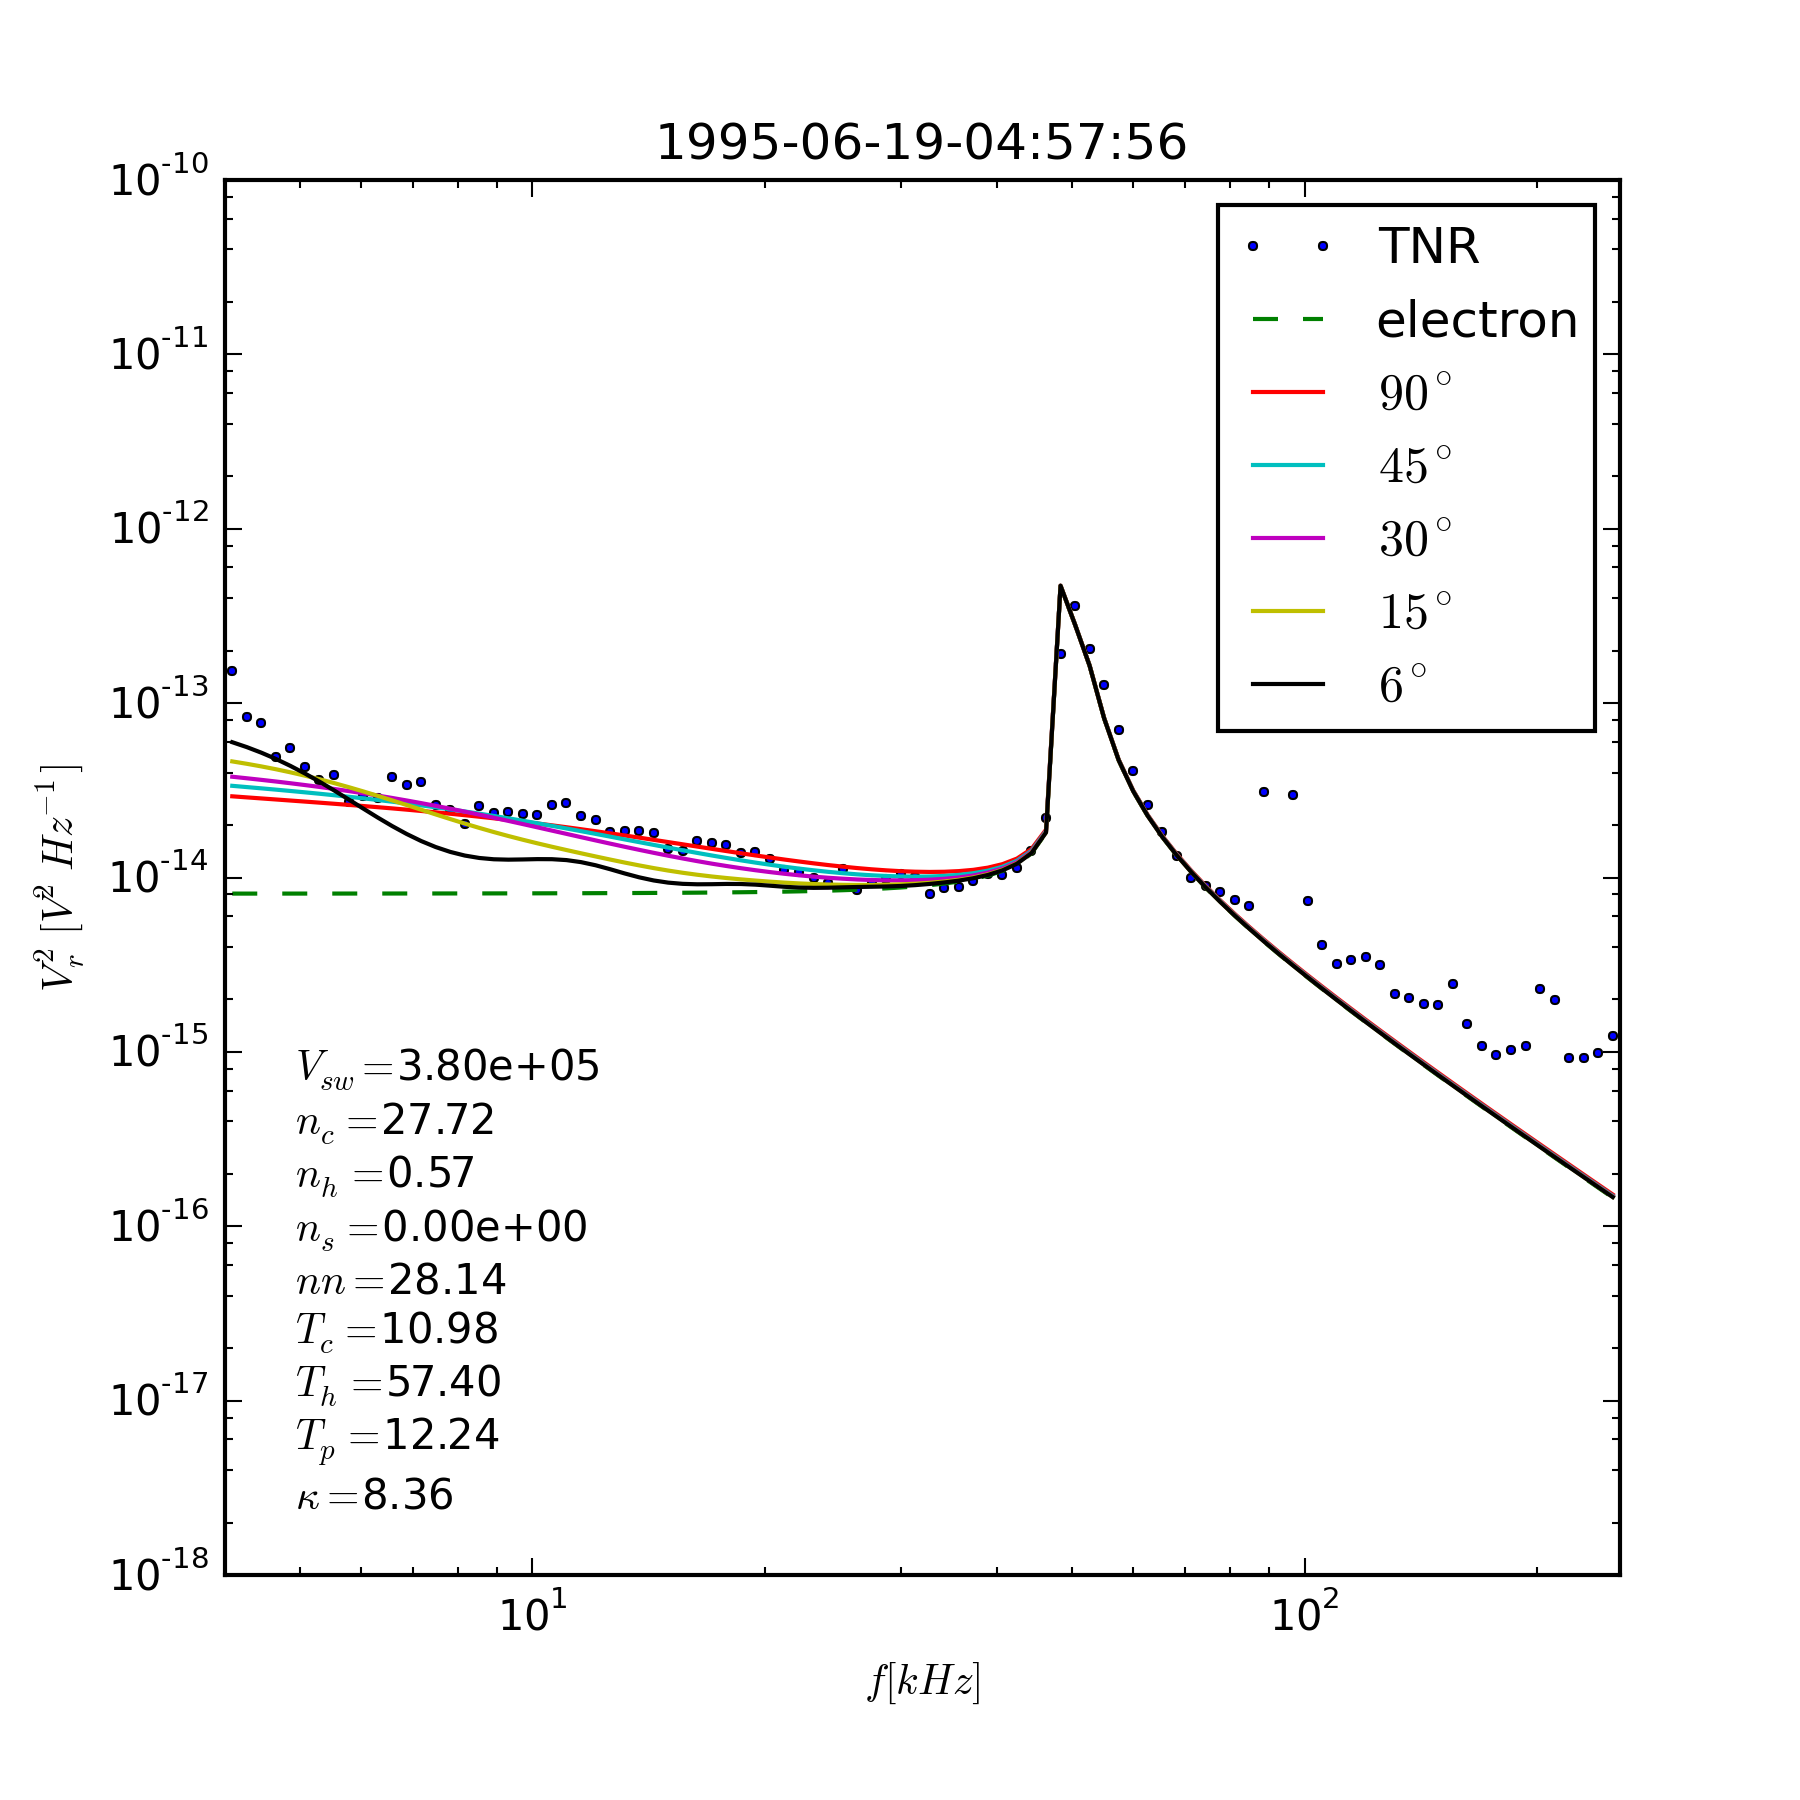 1995-06-19-04:57:56
10^-10
10^-11
10^-12
10^-13
10^-14
10^-15
10^-16
10^-17
10^-18
V_r^2 [V^2 Hz^-1]
TNR
electron
90°
45°
30°
15°
6°
V_sw=3.80e+05
n_c=27.72
n_h=0.57
n_s=0.00e+00
nn=28.14
T_c=10.98
T_h=57.40
T_p=12.24
κ=8.36
10^1
10^2
f[kHz]